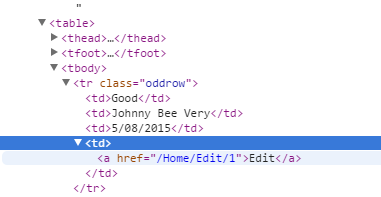 "
<table>
<thead>…</thead>
<tfoot>…</tfoot>
<tbody>
<tr class="oddrow">
<td>Good</td>
<td>Johnny Bee Very</td>
<td>5/08/2015</td>
<td>
<a href="/Home/Edit/1">Edit</a>
</td>
</tr>